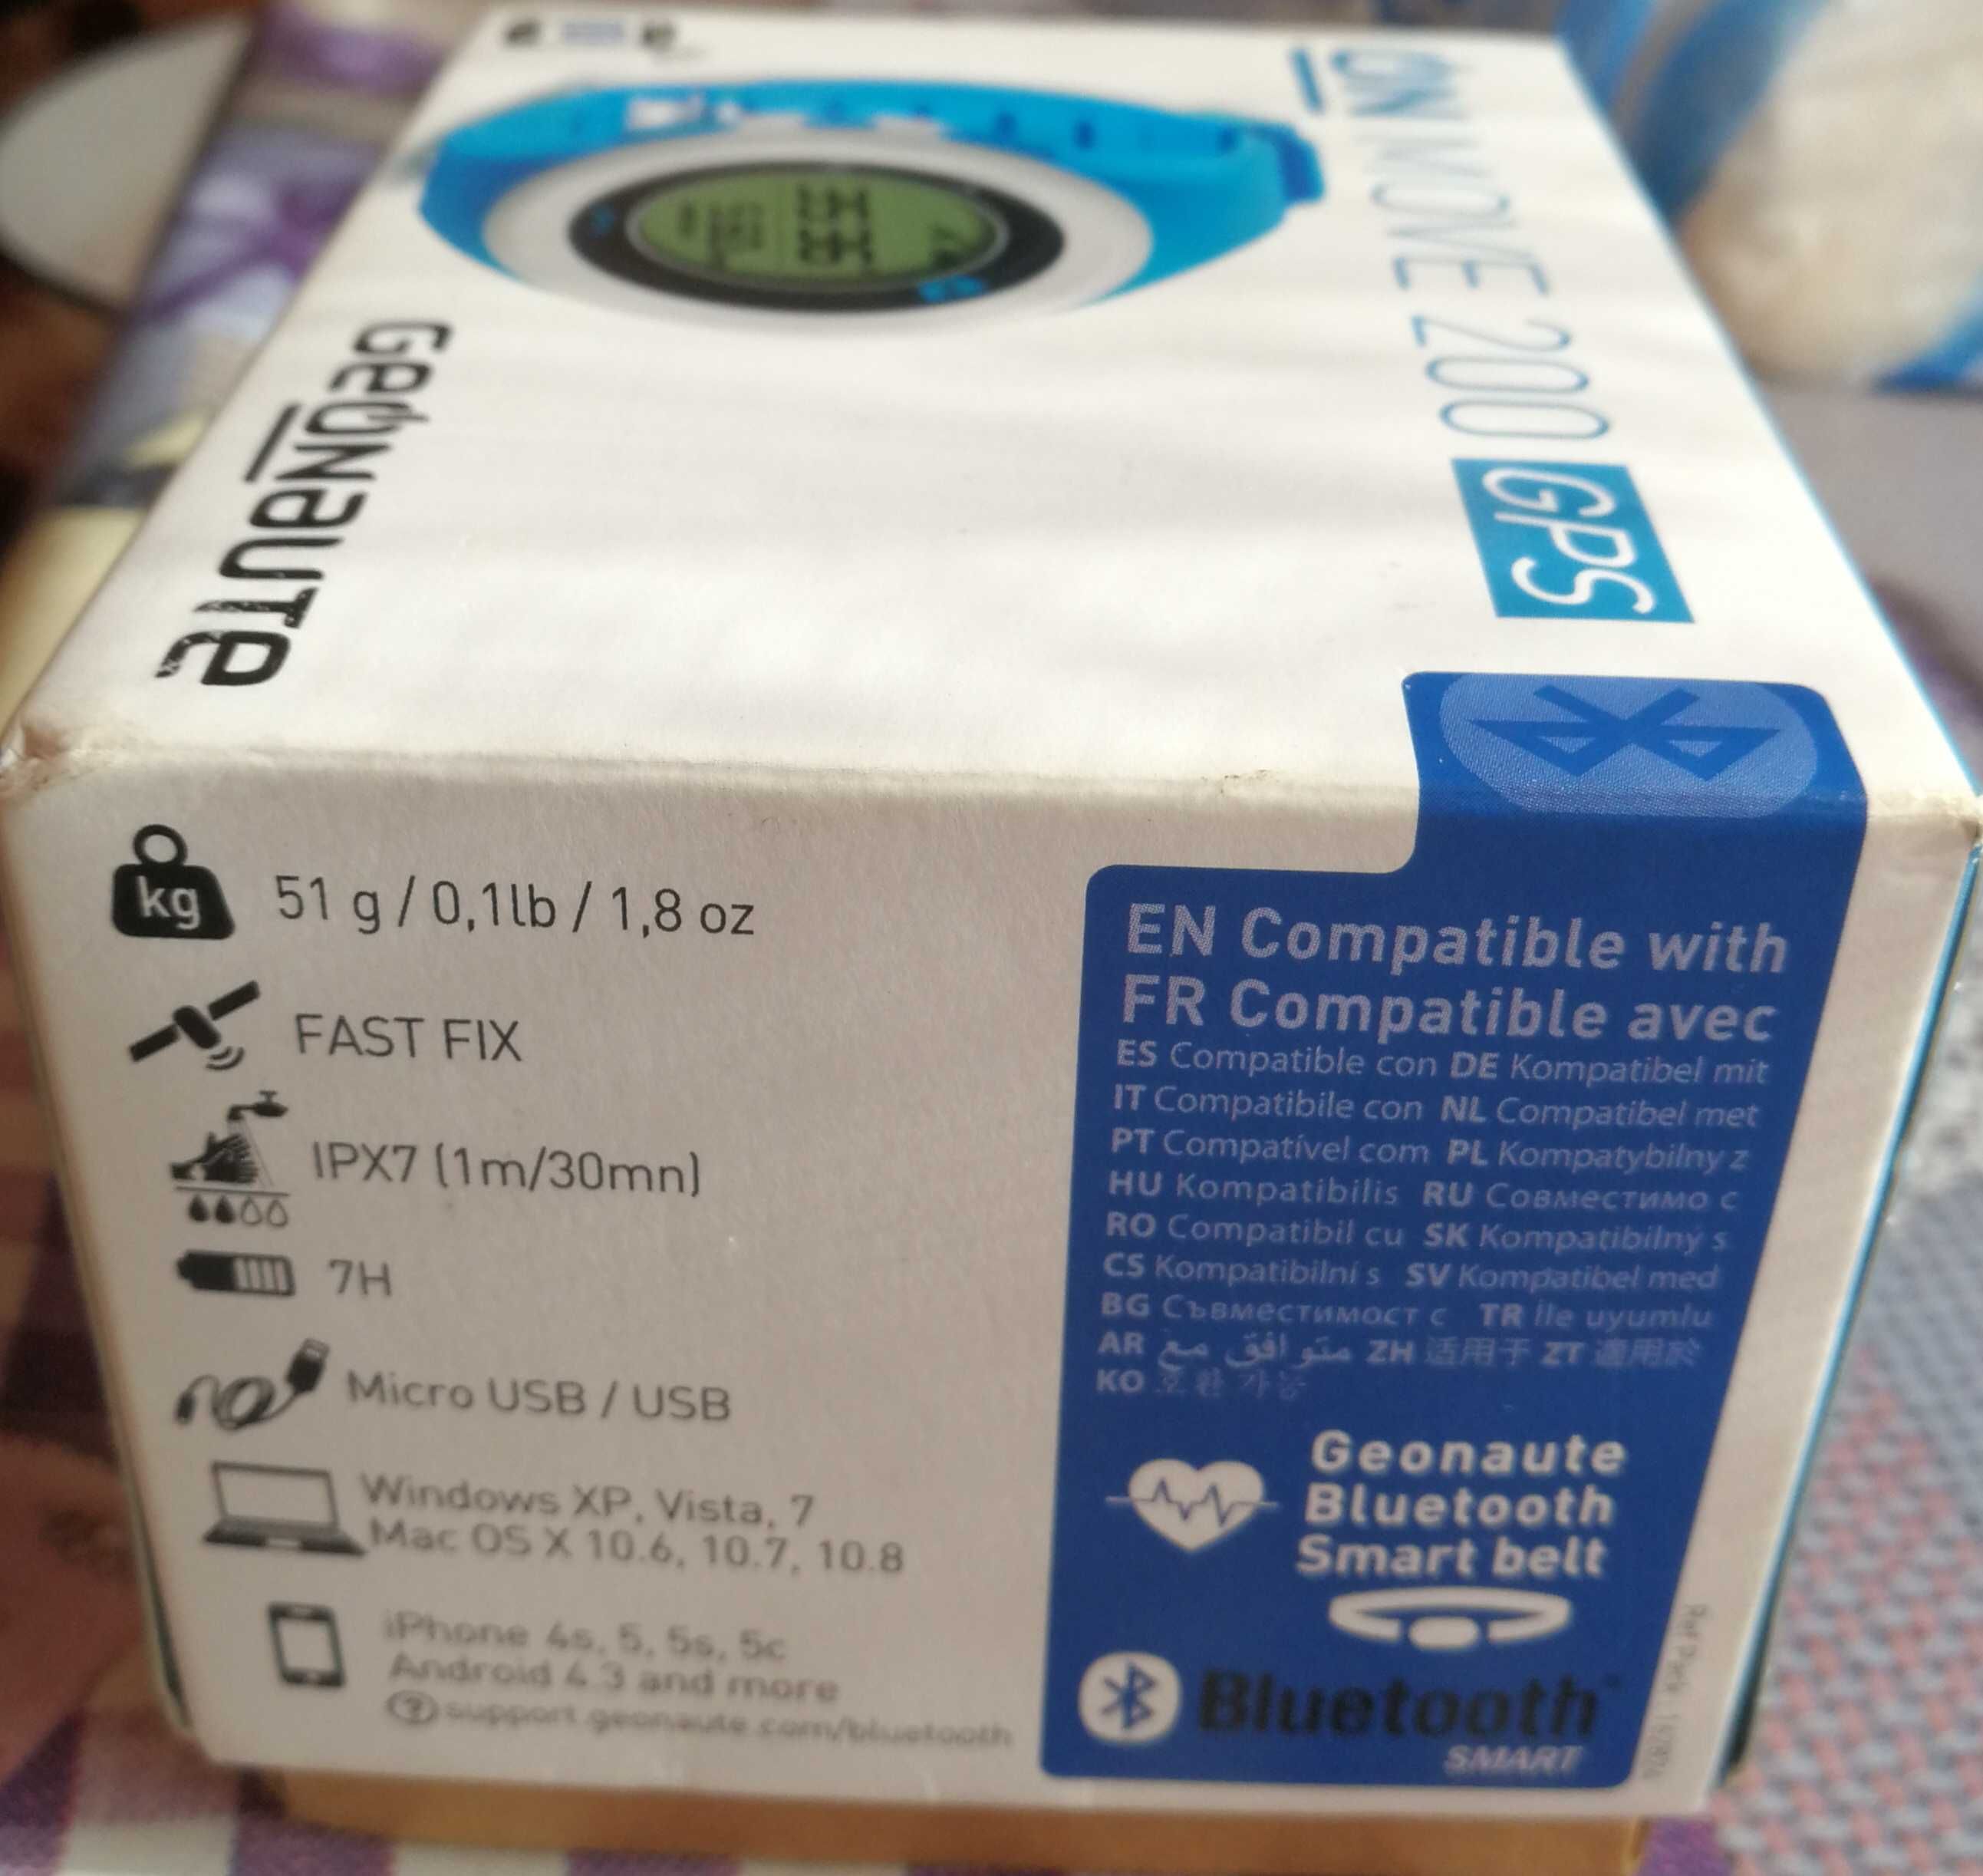 ONMOVE 200 GPS
GEONAUTE
kg
51 g / 0,1lb / 1,8 oz
FAST FIX
IPX7 (1m/30mn)
7H
Micro USB / USB
Windows XP, Vista, 7
Mac OS X 10.6, 10.7, 10.8
iPhone 4s, 5, 5s, 5c
Android 4.3 and more
support.geonaute.com/bluetooth
EN Compatible with
FR Compatible avec
ES Compatible con DE Kompatibel mit
IT Compatibile con NL Compatibel met
PT Compatível com PL Kompatybilny z
HU Kompatibilis RU Совместимо с
RO Compatibil cu SK Kompatibilný s
CS Kompatibilní s SV Kompatibel med
BG Съвместимост с TR İle uyumlu
AR متوافق مع ZH 适用于 ZT 適用於
KO 호환 가능
Geonaute
Bluetooth
Smart belt
Bluetooth™
SMART